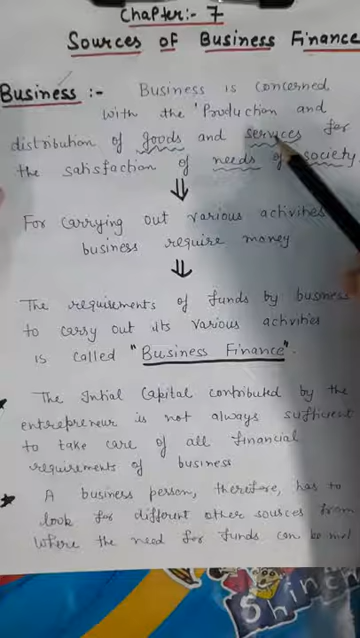 Chapter:- 7
Sources of Business Finance
Business :- Business is concerned
with the 'Production and
distribution of goods and services for
the satisfaction of needs of society
⇓
For carrying out various activities
business require money
⇓
The requirements of funds by business
to carry out its various activities
is called "Business Finance".
The Intial Capital contributed by the
entrepreneur is not always sufficient
to take care of all financial
requirements of business
★ A business person, therefore, has to
look for different other sources from
where the need for funds can be met
Shinch